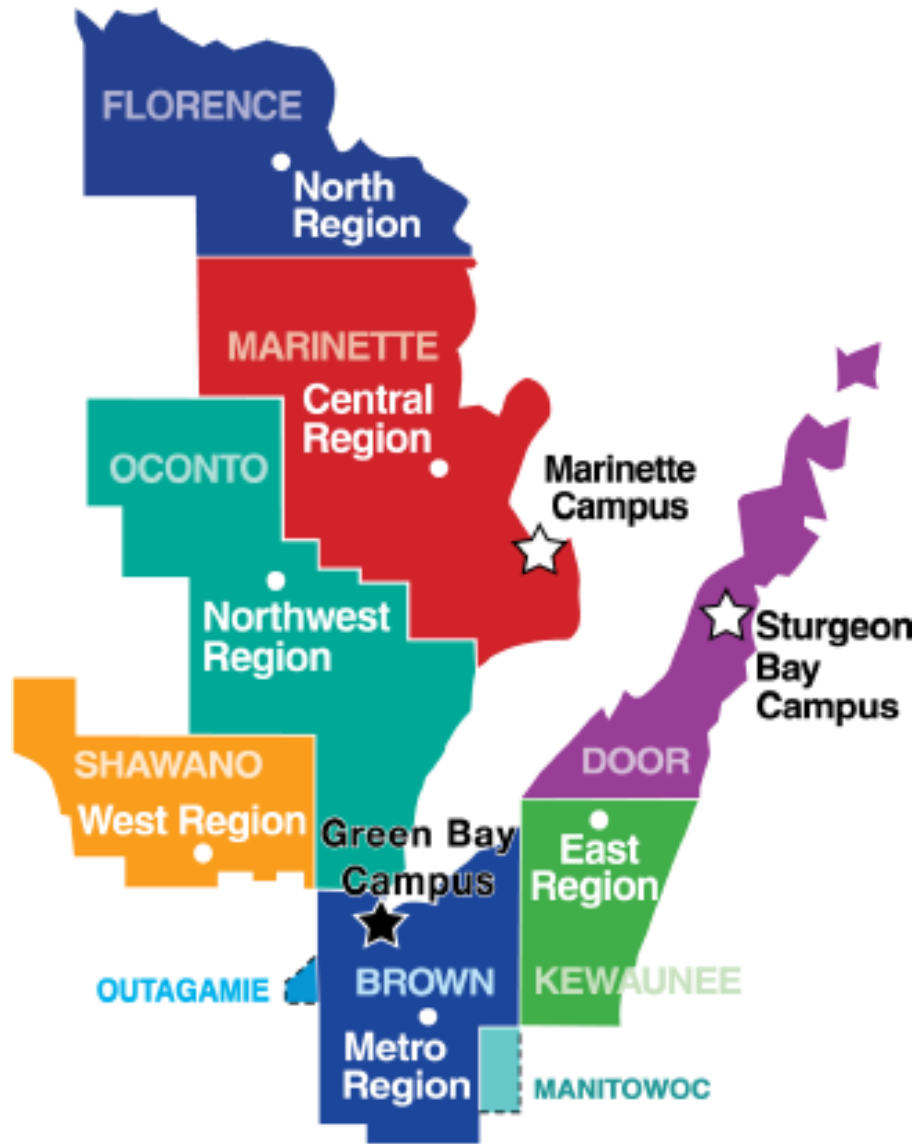 FLORENCE
North
Region
MARINETTE
Central
Region
OCONTO
Marinette
Campus
Northwest
Region
Sturgeon
Bay
Campus
SHAWANO
West Region
DOOR
Green Bay
Campus
East
Region
OUTAGAMIE
BROWN
KEWAUNEE
Metro
Region
MANITOWOC